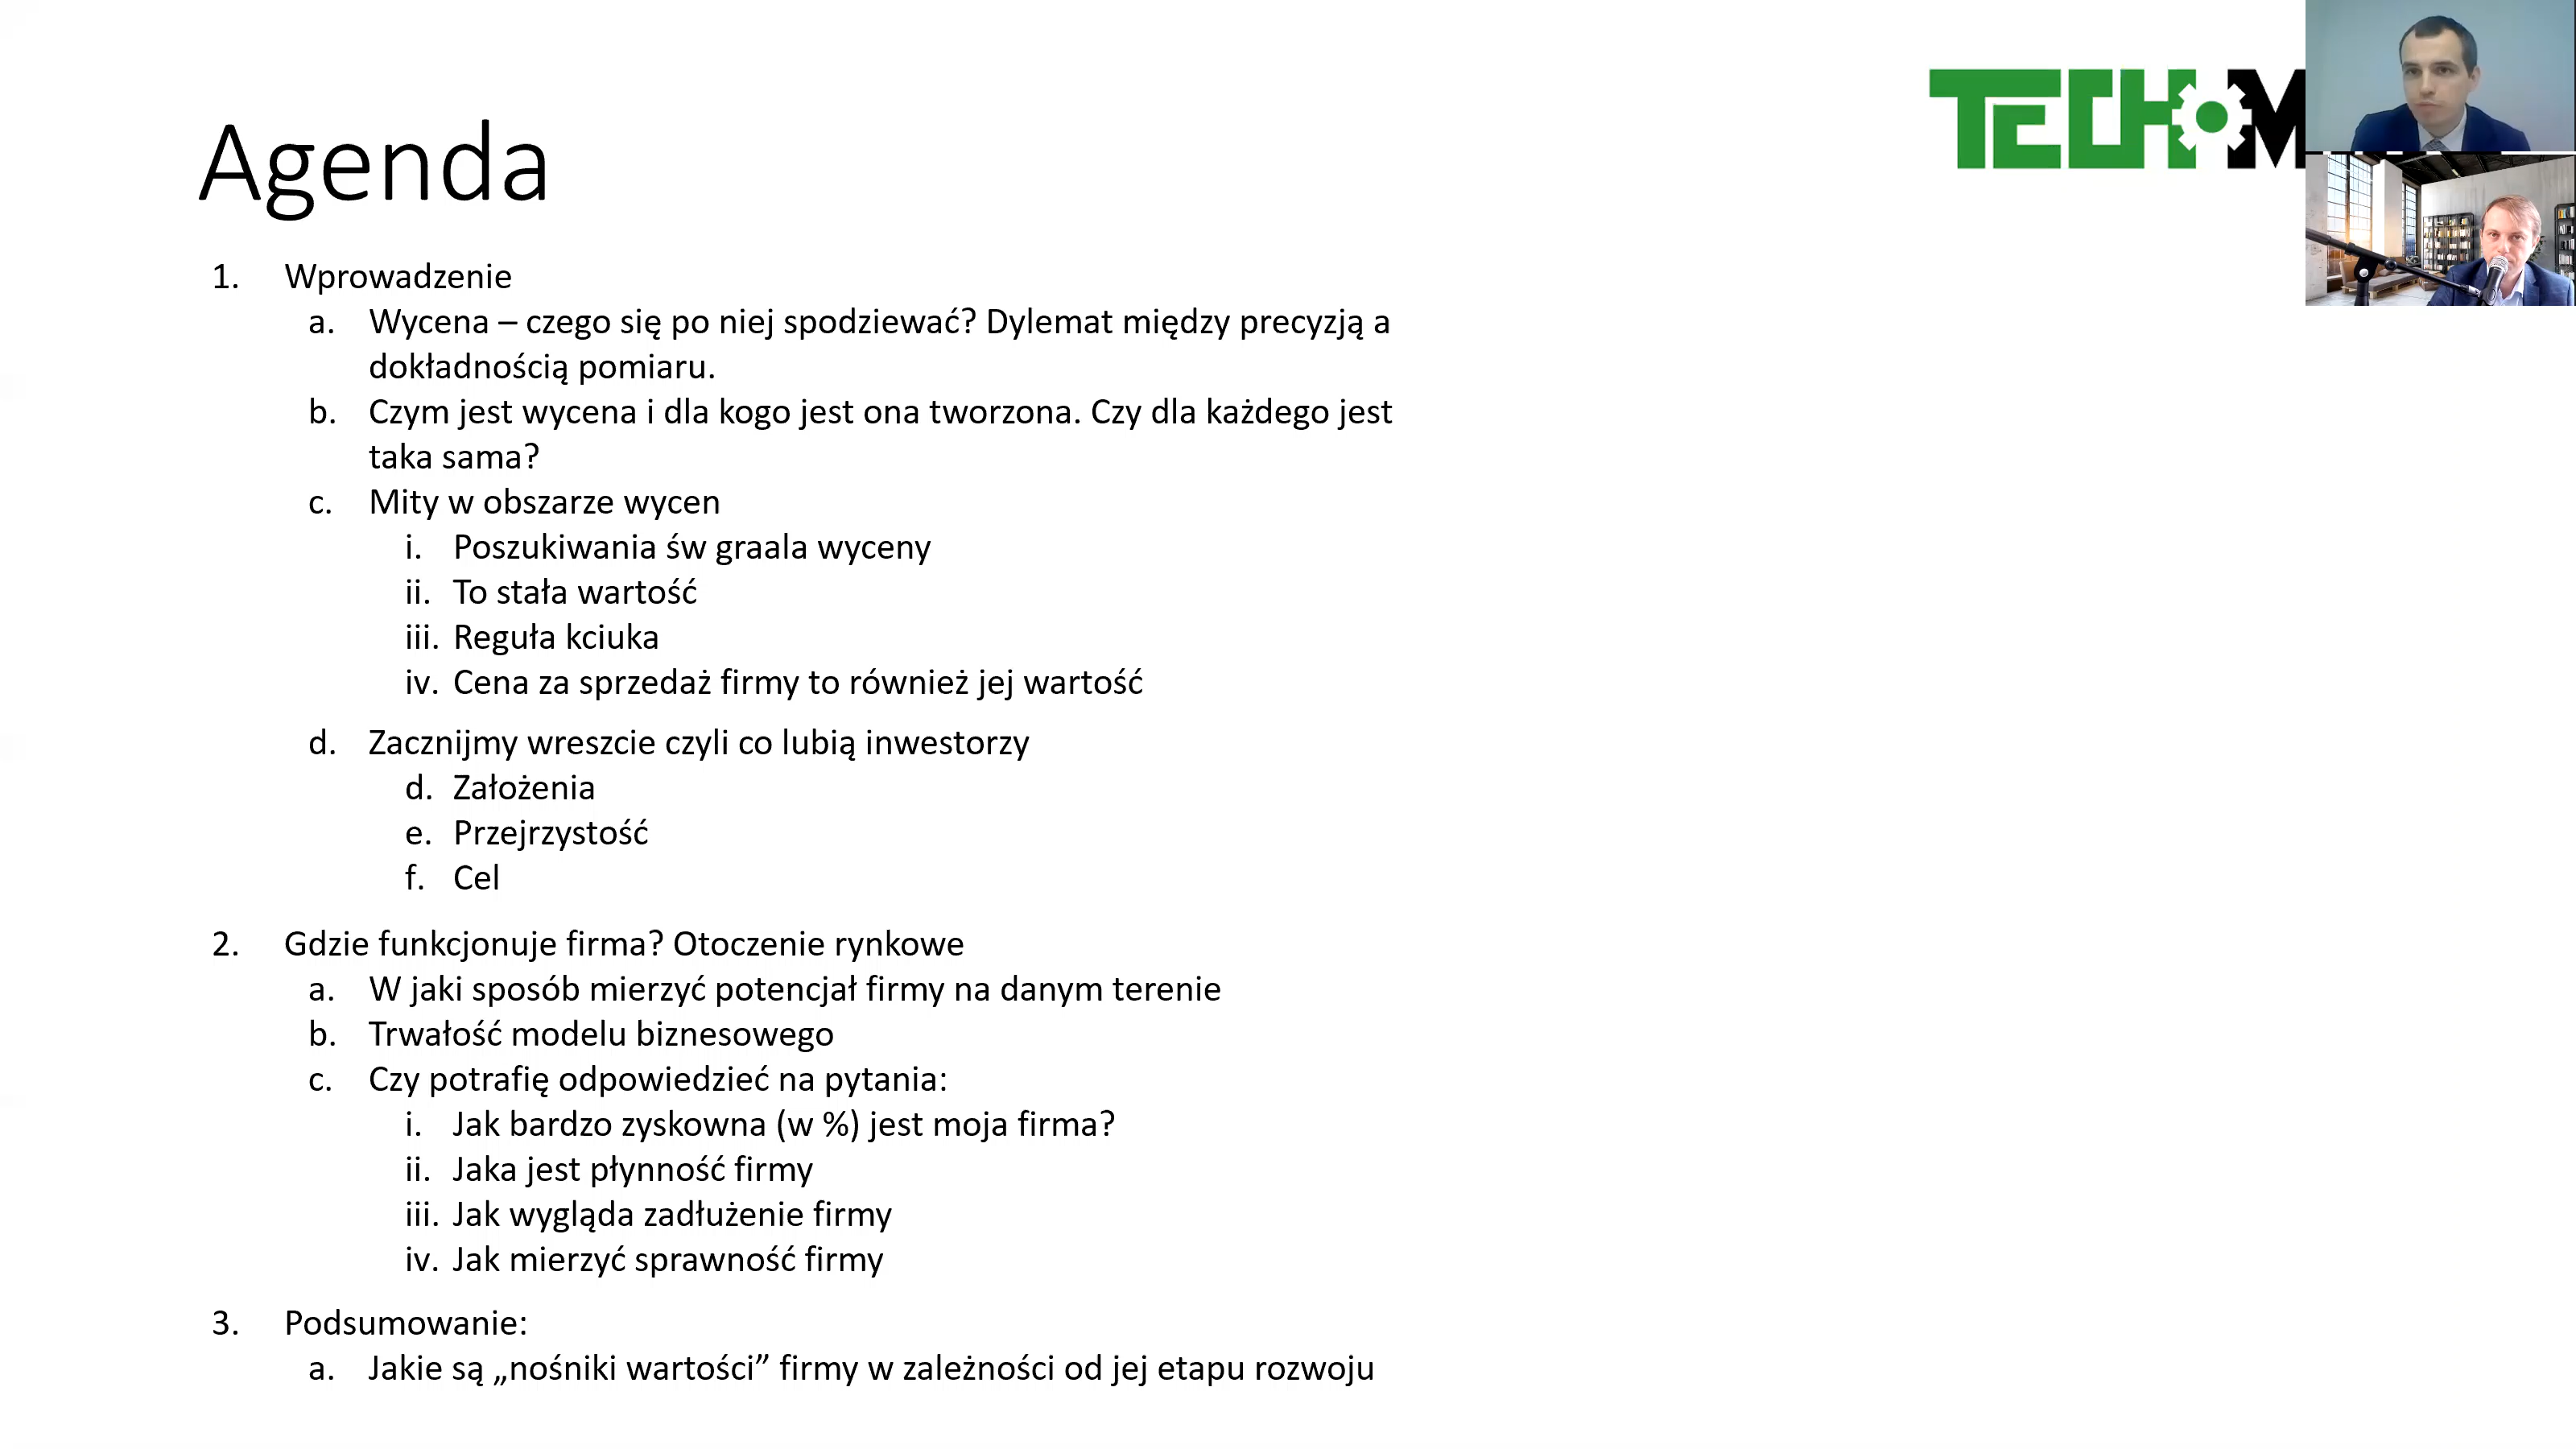 TECH M
Agenda
1. Wprowadzenie
a. Wycena – czego się po niej spodziewać? Dylemat między precyzją a
dokładnością pomiaru.
b. Czym jest wycena i dla kogo jest ona tworzona. Czy dla każdego jest
taka sama?
c. Mity w obszarze wycen
i. Poszukiwania św graala wyceny
ii. To stała wartość
iii. Reguła kciuka
iv. Cena za sprzedaż firmy to również jej wartość
d. Zacznijmy wreszcie czyli co lubią inwestorzy
d. Założenia
e. Przejrzystość
f. Cel
2. Gdzie funkcjonuje firma? Otoczenie rynkowe
a. W jaki sposób mierzyć potencjał firmy na danym terenie
b. Trwałość modelu biznesowego
c. Czy potrafię odpowiedzieć na pytania:
i. Jak bardzo zyskowna (w %) jest moja firma?
ii. Jaka jest płynność firmy
iii. Jak wygląda zadłużenie firmy
iv. Jak mierzyć sprawność firmy
3. Podsumowanie:
a. Jakie są „nośniki wartości” firmy w zależności od jej etapu rozwoju